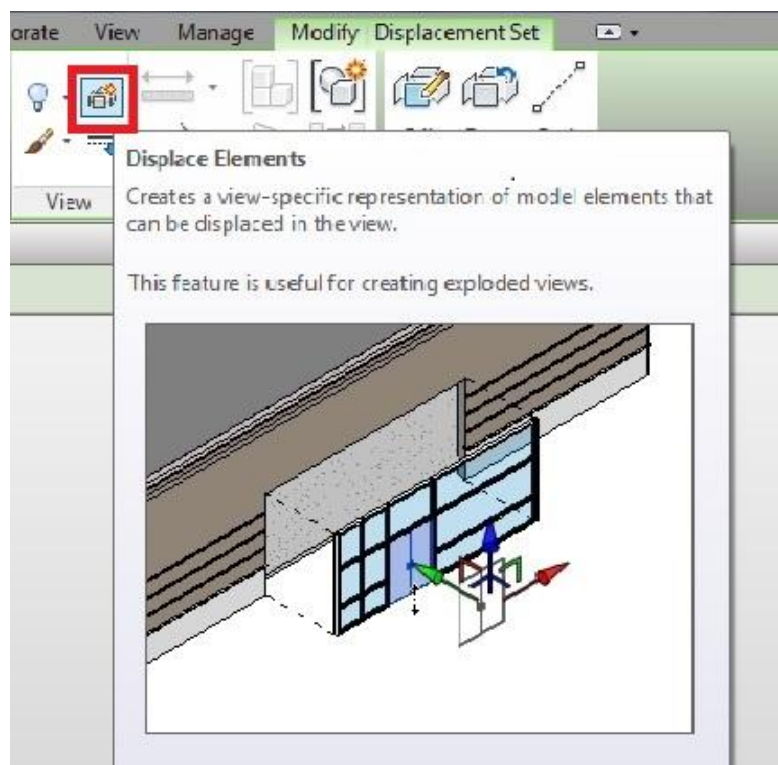 orate View Manage Modify Displacement Set
Displace Elements
View
Creates a view-specific representation of model elements that
can be displaced in the view.
This feature is useful for creating exploded views.